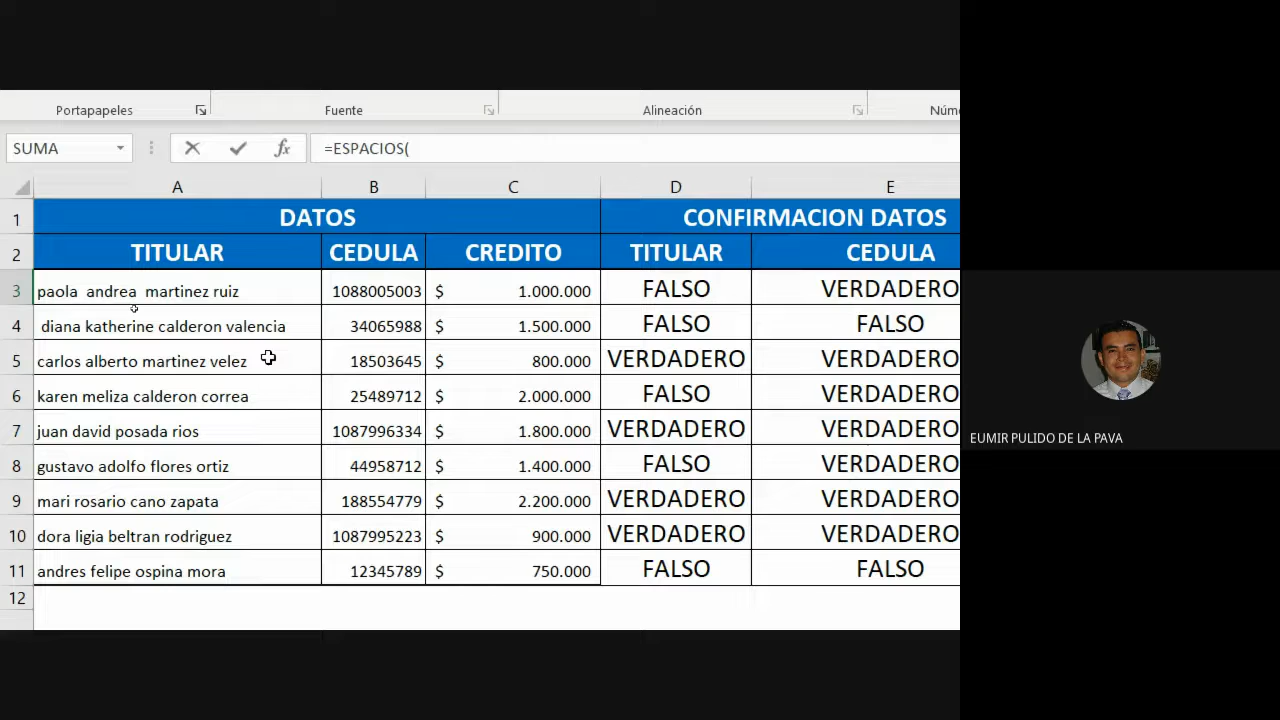 Portapapeles Fuente Alineación Núme
SUMA =ESPACIOS(
A B C D E
1 DATOS CONFIRMACION DATOS
2 TITULAR CEDULA CREDITO TITULAR CEDULA
3 paola  andrea  martinez ruiz 1088005003 $ 1.000.000 FALSO VERDADERO
4 diana katherine calderon valencia 34065988 $ 1.500.000 FALSO FALSO
5 carlos alberto martinez velez 18503645 $ 800.000 VERDADERO VERDADERO
6 karen meliza calderon correa 25489712 $ 2.000.000 FALSO VERDADERO
7 juan david posada rios 1087996334 $ 1.800.000 VERDADERO VERDADERO
EUMIR PULIDO DE LA PAVA
8 gustavo adolfo flores ortiz 44958712 $ 1.400.000 FALSO VERDADERO
9 mari rosario cano zapata 188554779 $ 2.200.000 VERDADERO VERDADERO
10 dora ligia beltran rodriguez 1087995223 $ 900.000 VERDADERO VERDADERO
11 andres felipe ospina mora 12345789 $ 750.000 FALSO FALSO
12